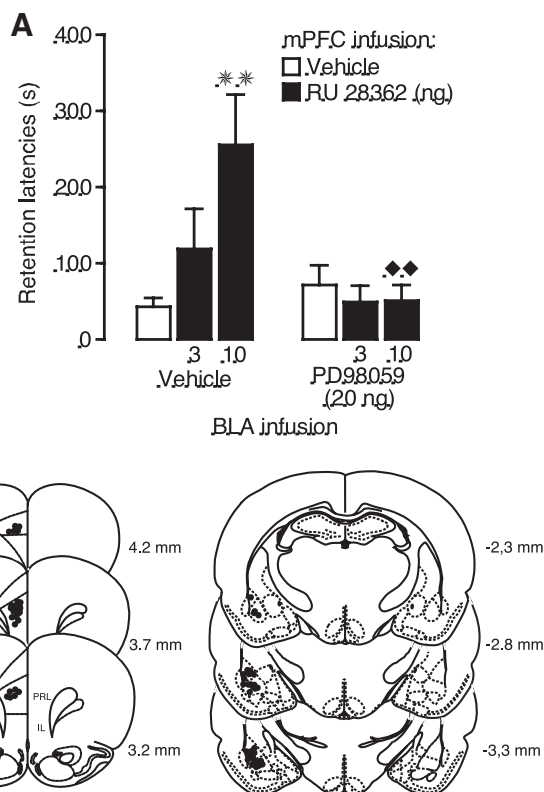 A
400
300
200
100
0
Retention latencies (s)
mPFC infusion:
Vehicle
RU 28362 (ng)
✳✳
◆◆
3 10
3 10
Vehicle
PD98059
(20 ng)
BLA infusion
4.2 mm
3.7 mm
PRL
IL
3.2 mm
-2,3 mm
-2.8 mm
-3,3 mm